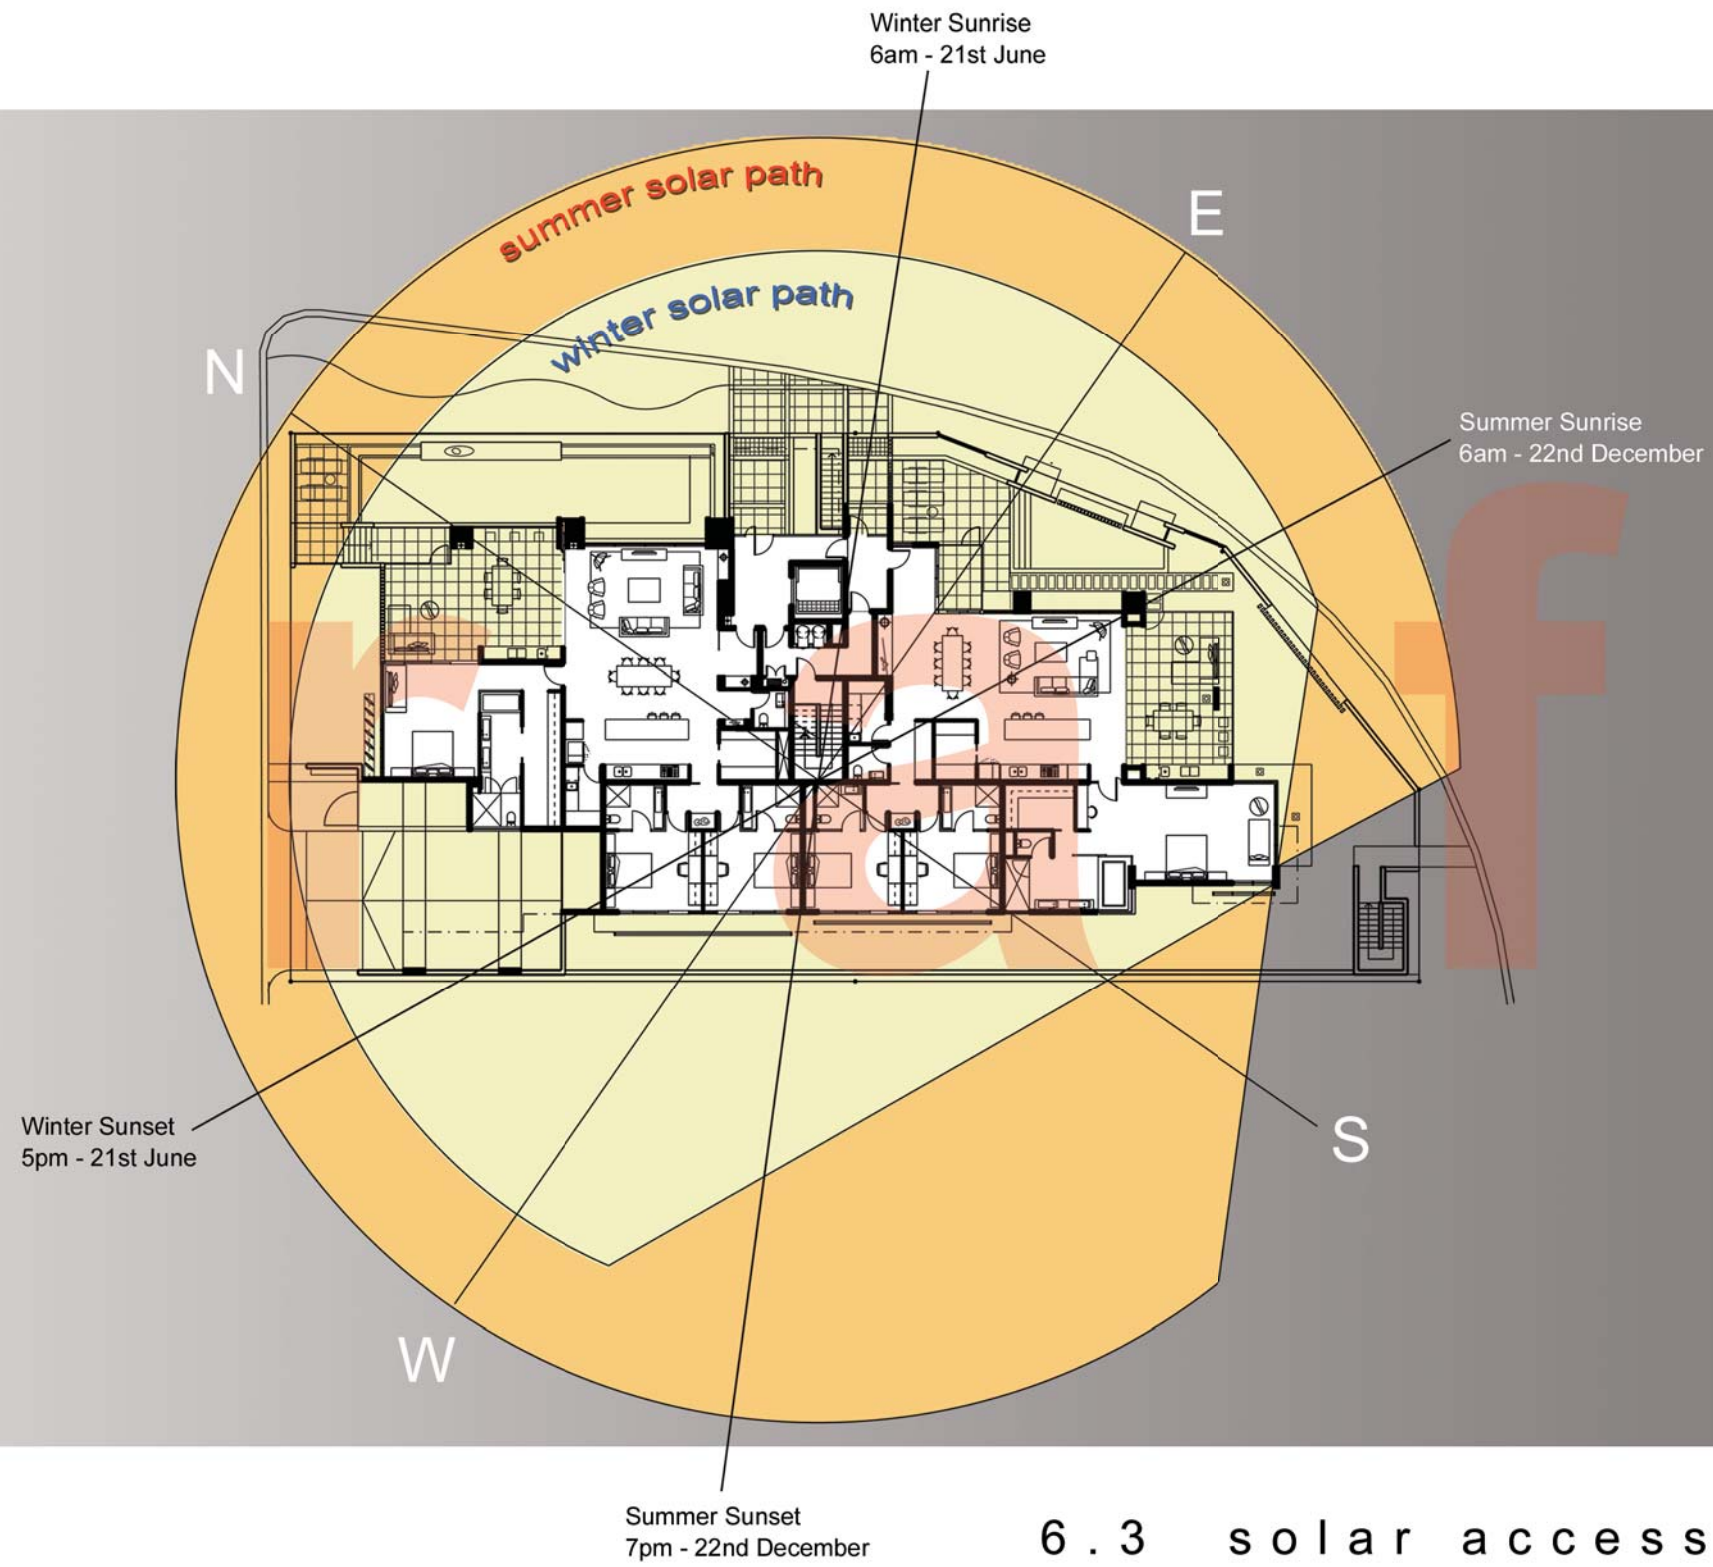 Winter Sunrise
6am - 21st June
summer solar path
E
winter solar path
N
Summer Sunrise
6am - 22nd December
raif
Winter Sunset
5pm - 21st June
S
W
Summer Sunset
7pm - 22nd December
6.3 solar access